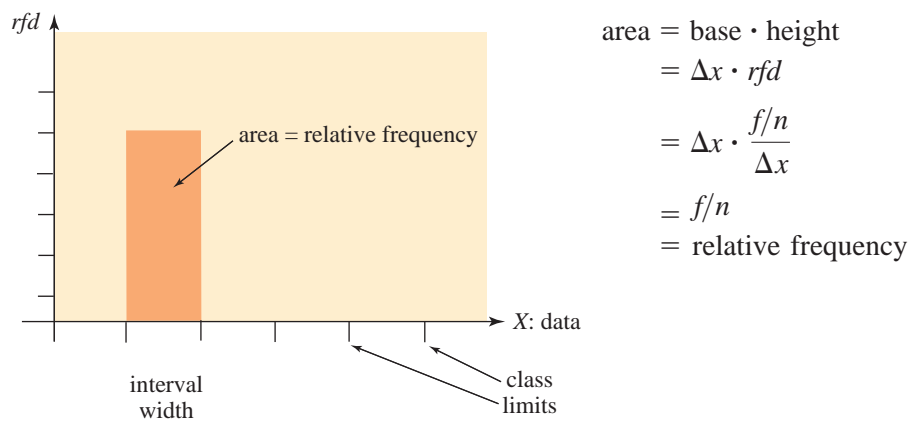 rfd
area = relative frequency
X: data
interval
width
class
limits
area = base · height
= Δx · rfd
= Δx · f/n / Δx
= f/n
= relative frequency